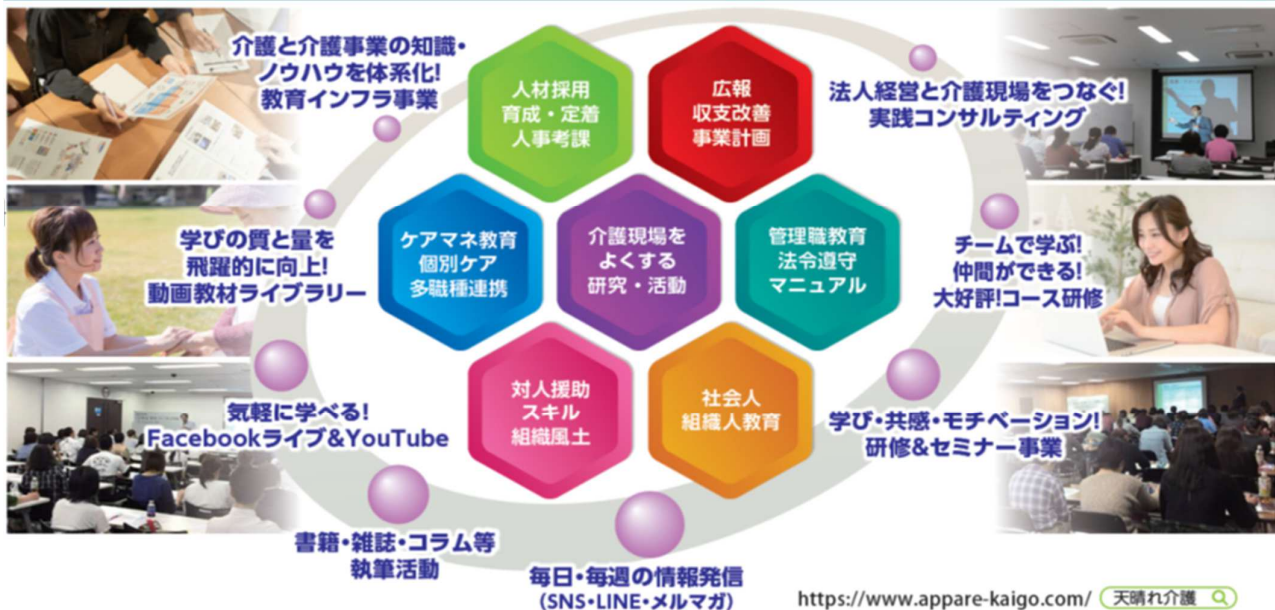 介護と介護事業の知識・
ノウハウを体系化!
教育インフラ事業
人材採用
育成・定着
人事考課
広報
収支改善
事業計画
法人経営と介護現場をつなぐ!
実践コンサルティング
学びの質と量を
飛躍的に向上!
動画教材ライブラリー
ケアマネ教育
個別ケア
多職種連携
介護現場を
よくする
研究・活動
管理職教育
法令遵守
マニュアル
チームで学ぶ!
仲間ができる!
大好評!コース研修
気軽に学べる!
Facebookライブ&YouTube
対人援助
スキル
組織風土
社会人
組織人教育
学び・共感・モチベーション!
研修&セミナー事業
書籍・雑誌・コラム等
執筆活動
毎日・毎週の情報発信
(SNS・LINE・メルマガ)
https://www.appare-kaigo.com/ 天晴れ介護